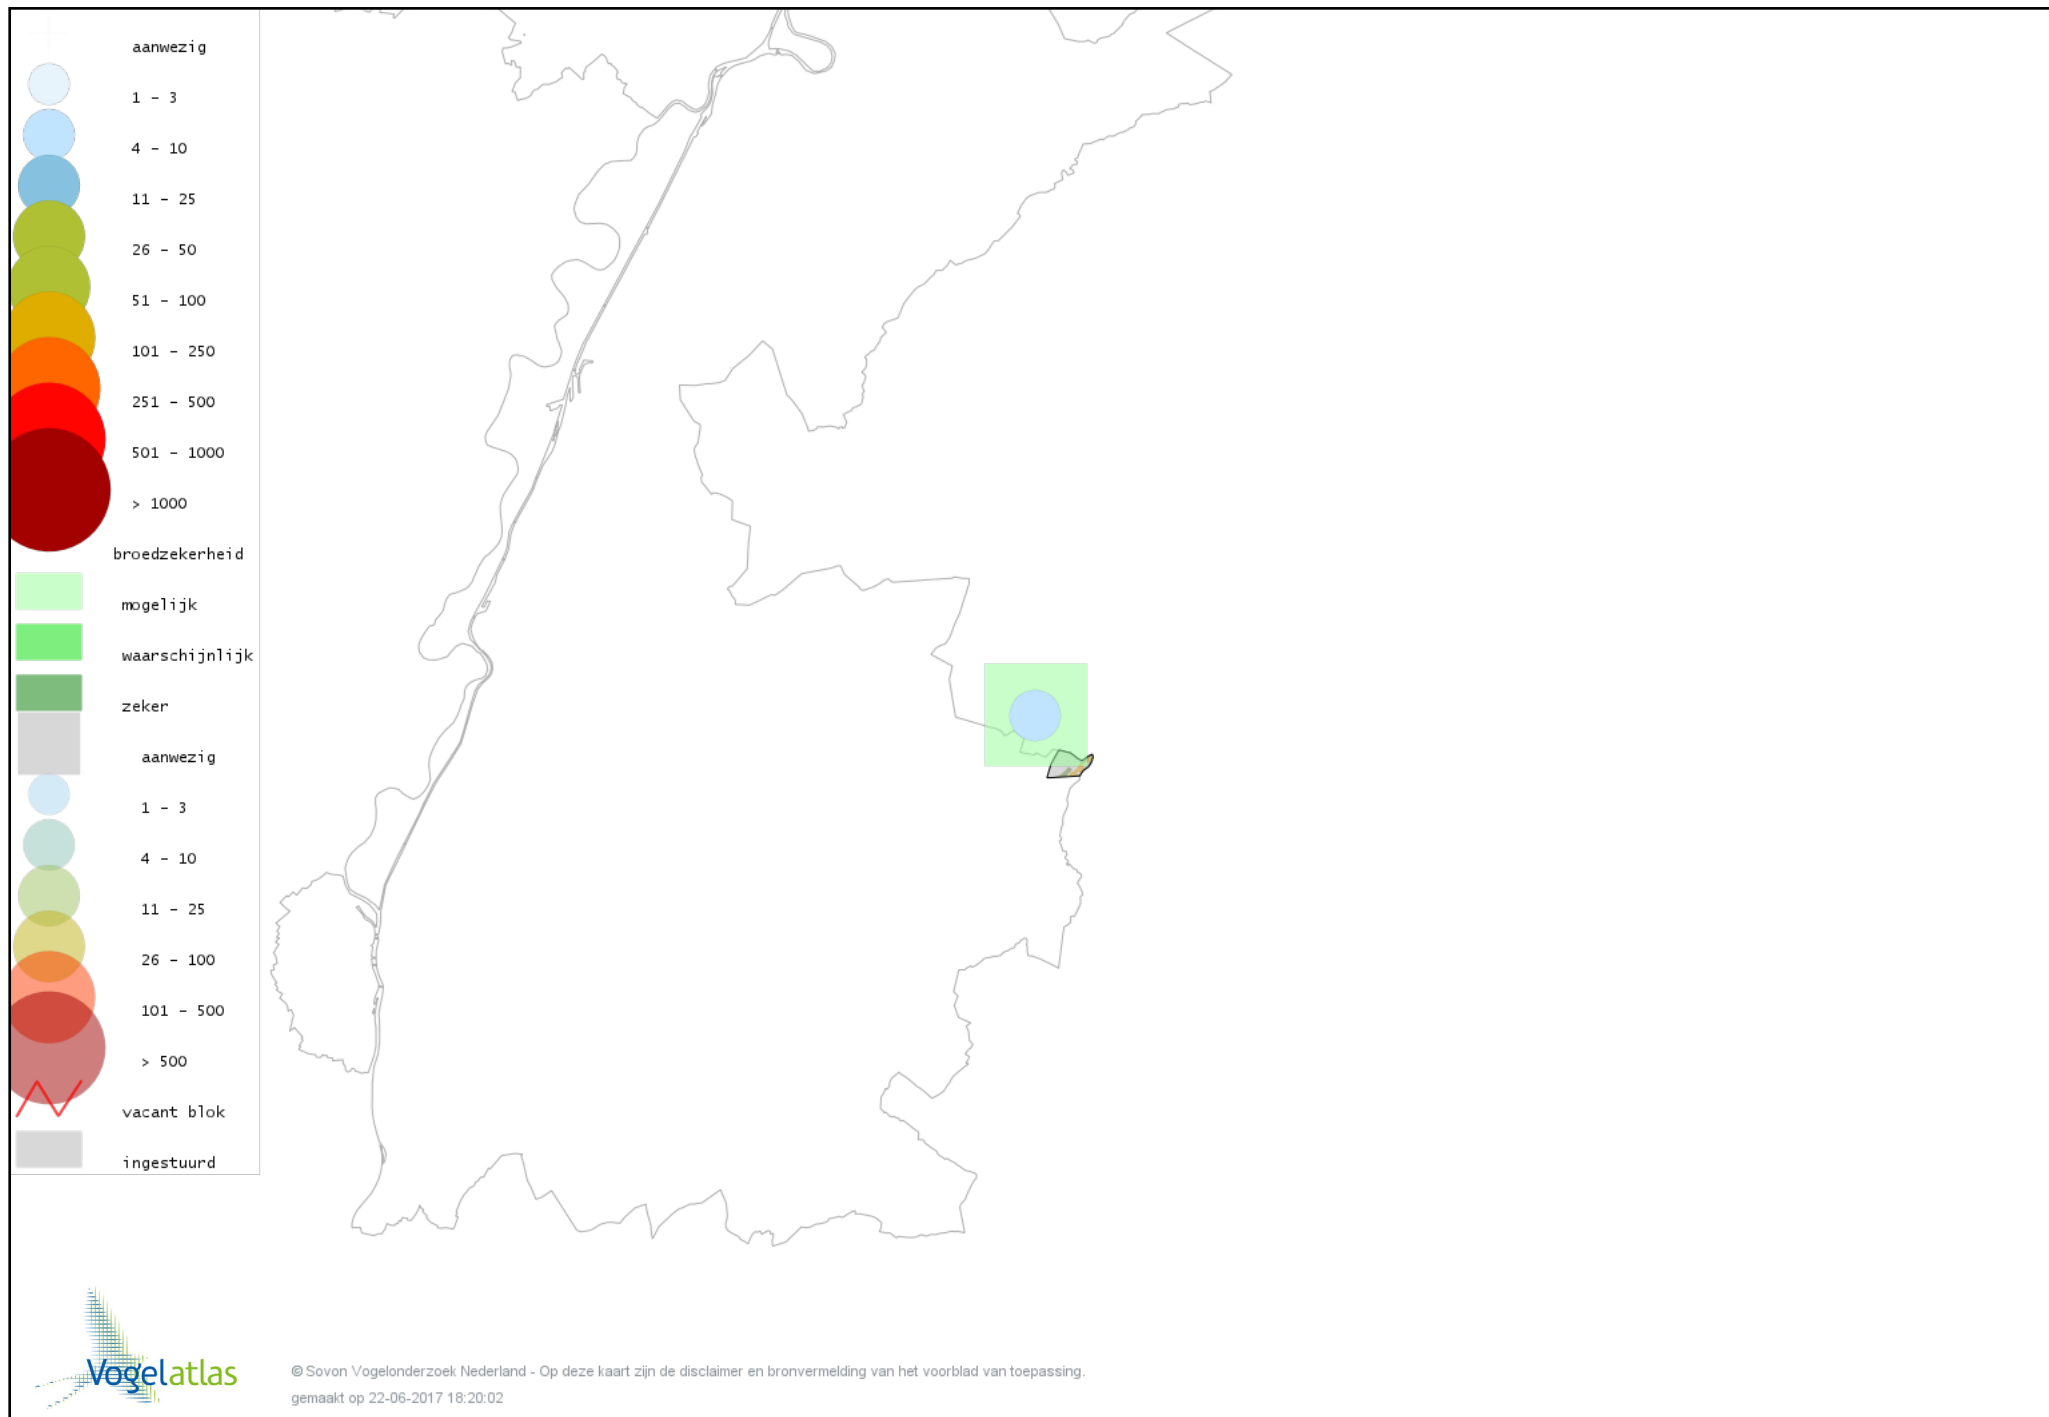 aanwezig
1 - 3
4 - 10
11 - 25
26 - 50
51 - 100
101 - 250
251 - 500
501 - 1000
> 1000
broedzekerheid
mogelijk
waarschijnlijk
zeker
aanwezig
1 - 3
4 - 10
11 - 25
26 - 100
101 - 500
> 500
vacant blok
ingestuurd
Vogelatlas
© Sovon Vogelonderzoek Nederland - Op deze kaart zijn de disclaimer en bronvermelding van het voorblad van toepassing.
gemaakt op 22-06-2017 18:20:02